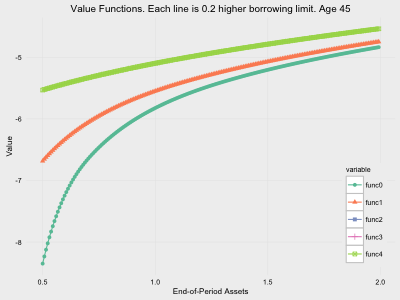 Value Functions. Each line is 0.2 higher borrowing limit. Age 45
Value
-5
-6
-7
-8
0.5 1.0 1.5 2.0
End-of-Period Assets
variable
func0
func1
func2
func3
func4